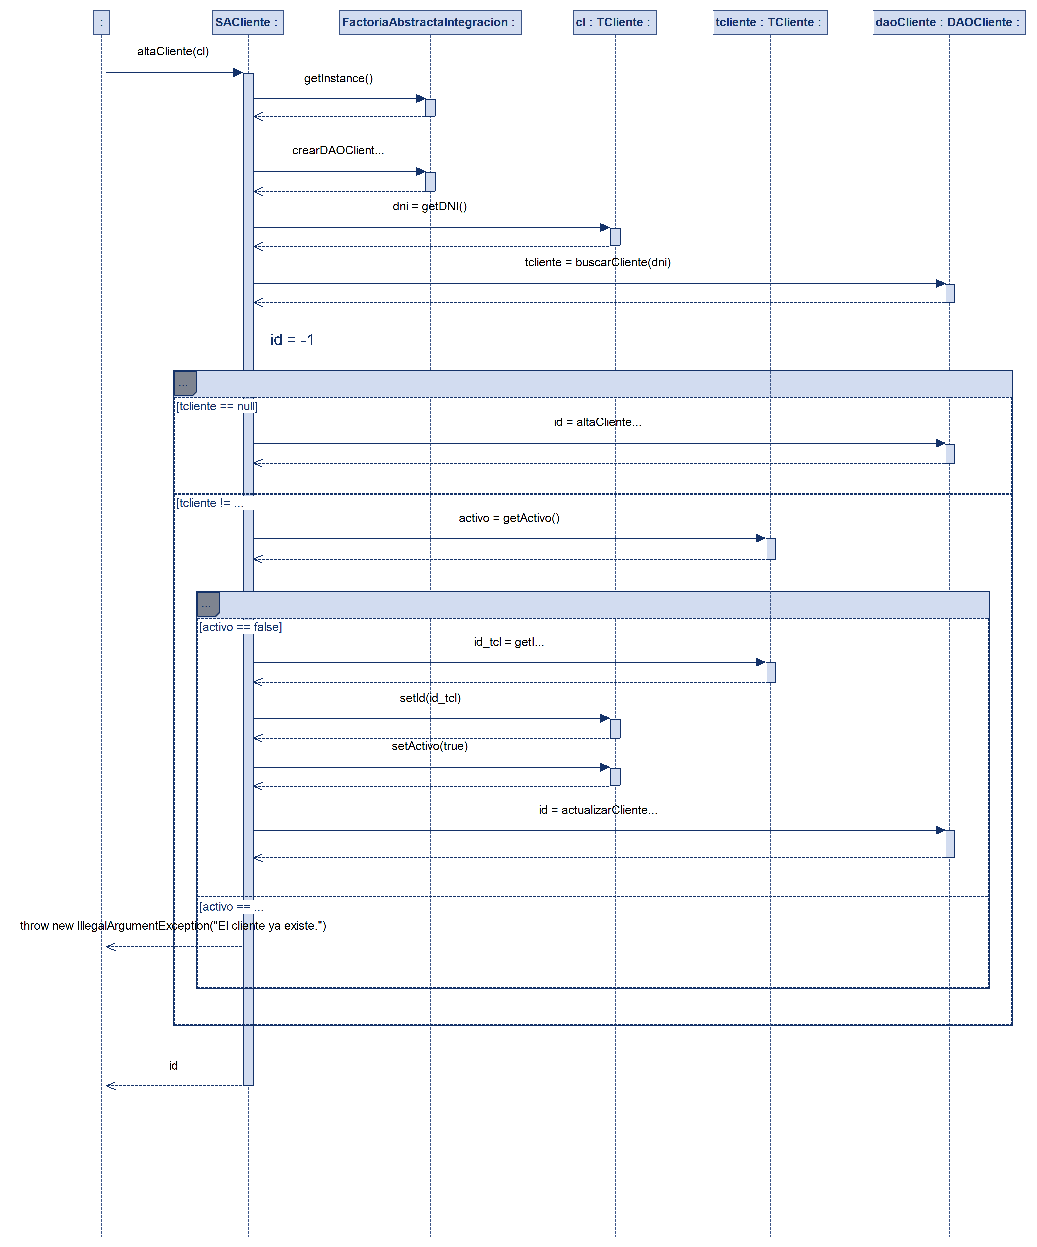 :
SACliente :
FactoriaAbstractaIntegracion :
cl : TCliente :
tcliente : TCliente :
daoCliente : DAOCliente :
altaCliente(cl)
getInstance()
crearDAOClient...
dni = getDNI()
tcliente = buscarCliente(dni)
id = -1
...
[tcliente == null]
id = altaCliente...
[tcliente != ...
activo = getActivo()
...
[activo == false]
id_tcl = getI...
setId(id_tcl)
setActivo(true)
id = actualizarCliente...
[activo == ...
throw new IllegalArgumentException("El cliente ya existe.")
id